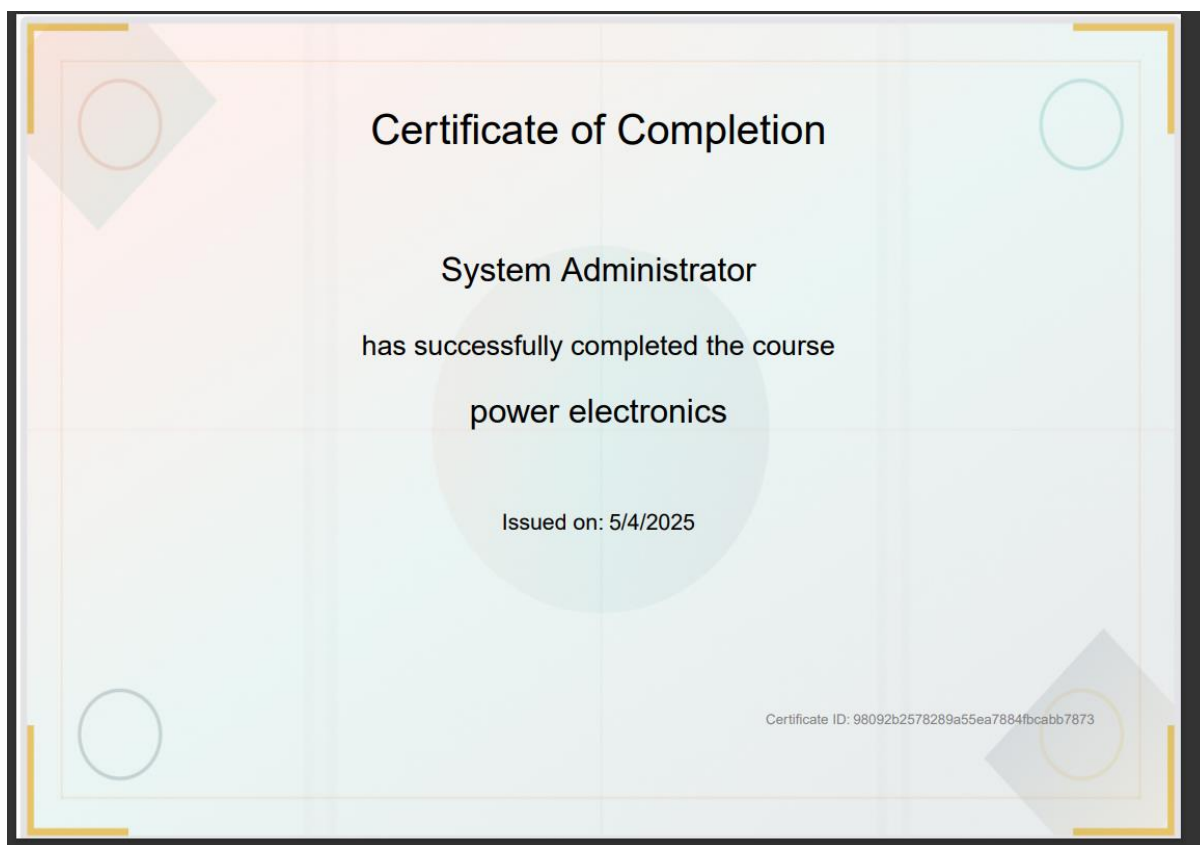 Certificate of Completion
System Administrator
has successfully completed the course
power electronics
Issued on: 5/4/2025
Certificate ID: 98092b2578289a55ea7884fbcabb7873